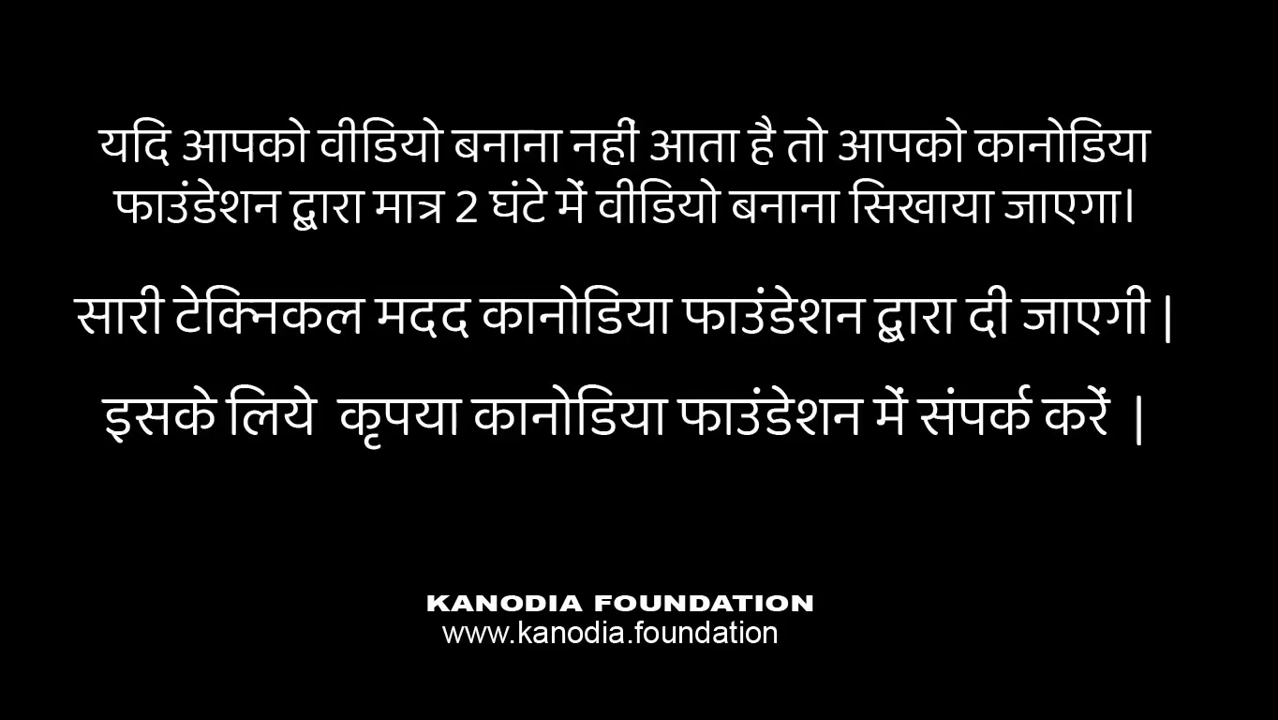 यदि आपको वीडियो बनाना नहीं आता है तो आपको कानोडिया
फाउंडेशन द्वारा मात्र 2 घंटे में वीडियो बनाना सिखाया जाएगा।
सारी टेक्निकल मदद कानोडिया फाउंडेशन द्वारा दी जाएगी |
इसके लिये कृपया कानोडिया फाउंडेशन में संपर्क करें |
KANODIA FOUNDATION
www.kanodia.foundation